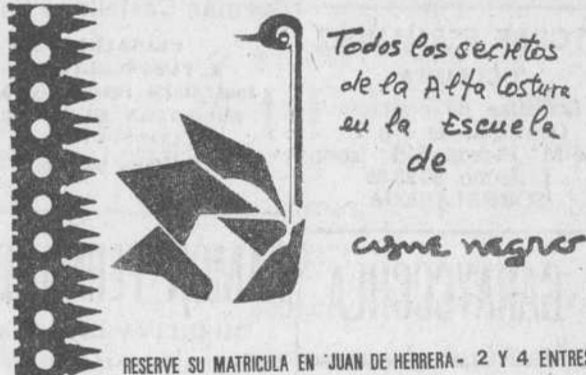 Todos los secretos
de la Alta Costura
en la Escuela
de
cisne negro
RESERVE SU MATRICULA EN "JUAN DE HERRERA- 2 Y 4 ENTRES